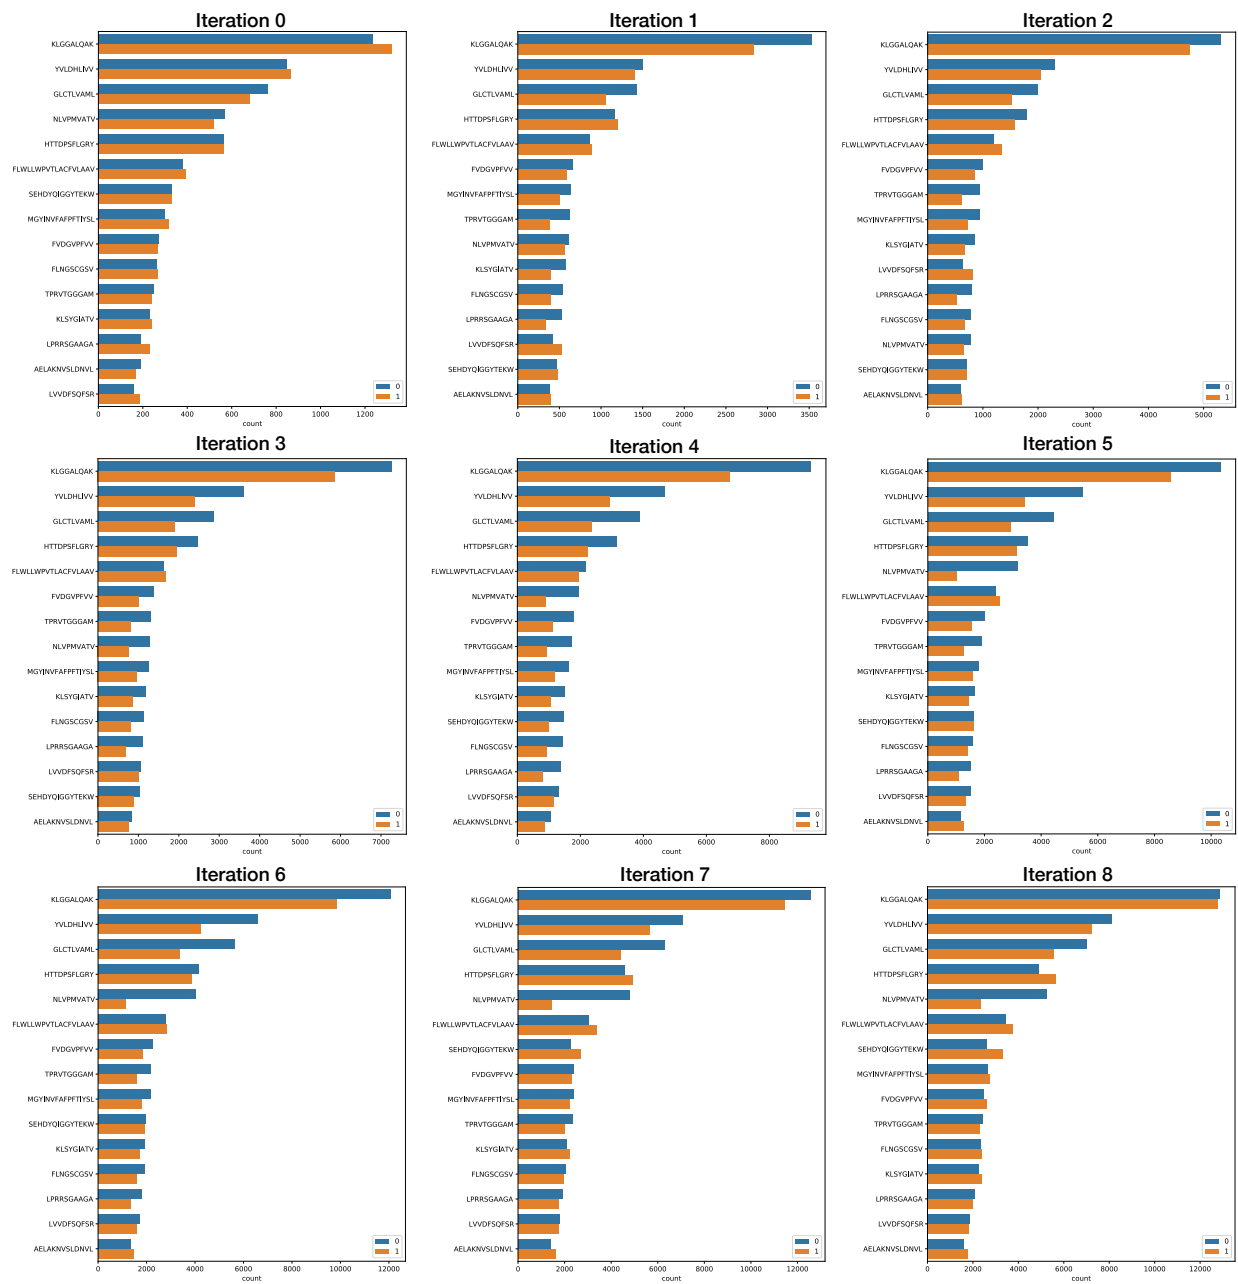 Iteration 0
KLGGALQAK
YVLDHLIVV
GLCTLVAML
NLVPMVATV
HTTDPSFLGRY
FLWLLWPVTLACFVLAAV
SEHDYQIGGYTEKW
MGYINVFAFPFTIYSL
FVDGVPFVV
FLNGSCGSV
TPRVTGGGAM
KLSYGIATV
LPRRSGAAGA
AELAKNVSLDNVL
LVVDFSQFSR
0
1
0 200 400 600 800 1000 1200
count
Iteration 1
KLGGALQAK
YVLDHLIVV
GLCTLVAML
HTTDPSFLGRY
FLWLLWPVTLACFVLAAV
FVDGVPFVV
MGYINVFAFPFTIYSL
TPRVTGGGAM
NLVPMVATV
KLSYGIATV
FLNGSCGSV
LPRRSGAAGA
LVVDFSQFSR
SEHDYQIGGYTEKW
AELAKNVSLDNVL
0
1
0 500 1000 1500 2000 2500 3000 3500
count
Iteration 2
KLGGALQAK
YVLDHLIVV
GLCTLVAML
HTTDPSFLGRY
FLWLLWPVTLACFVLAAV
FVDGVPFVV
TPRVTGGGAM
MGYINVFAFPFTIYSL
KLSYGIATV
LVVDFSQFSR
LPRRSGAAGA
FLNGSCGSV
NLVPMVATV
SEHDYQIGGYTEKW
AELAKNVSLDNVL
0
1
0 1000 2000 3000 4000 5000
count
Iteration 3
KLGGALQAK
YVLDHLIVV
GLCTLVAML
HTTDPSFLGRY
FLWLLWPVTLACFVLAAV
FVDGVPFVV
TPRVTGGGAM
NLVPMVATV
MGYINVFAFPFTIYSL
KLSYGIATV
FLNGSCGSV
LPRRSGAAGA
LVVDFSQFSR
SEHDYQIGGYTEKW
AELAKNVSLDNVL
0
1
0 1000 2000 3000 4000 5000 6000 7000
count
Iteration 4
KLGGALQAK
YVLDHLIVV
GLCTLVAML
HTTDPSFLGRY
FLWLLWPVTLACFVLAAV
NLVPMVATV
FVDGVPFVV
TPRVTGGGAM
MGYINVFAFPFTIYSL
KLSYGIATV
SEHDYQIGGYTEKW
FLNGSCGSV
LPRRSGAAGA
LVVDFSQFSR
AELAKNVSLDNVL
0
1
0 2000 4000 6000 8000
count
Iteration 5
KLGGALQAK
YVLDHLIVV
GLCTLVAML
HTTDPSFLGRY
NLVPMVATV
FLWLLWPVTLACFVLAAV
FVDGVPFVV
TPRVTGGGAM
MGYINVFAFPFTIYSL
KLSYGIATV
SEHDYQIGGYTEKW
FLNGSCGSV
LPRRSGAAGA
LVVDFSQFSR
AELAKNVSLDNVL
0
1
0 2000 4000 6000 8000 10000
count
Iteration 6
KLGGALQAK
YVLDHLIVV
GLCTLVAML
HTTDPSFLGRY
NLVPMVATV
FLWLLWPVTLACFVLAAV
FVDGVPFVV
TPRVTGGGAM
MGYINVFAFPFTIYSL
SEHDYQIGGYTEKW
KLSYGIATV
FLNGSCGSV
LPRRSGAAGA
LVVDFSQFSR
AELAKNVSLDNVL
0
1
0 2000 4000 6000 8000 10000 12000
count
Iteration 7
KLGGALQAK
YVLDHLIVV
GLCTLVAML
HTTDPSFLGRY
NLVPMVATV
FLWLLWPVTLACFVLAAV
SEHDYQIGGYTEKW
FVDGVPFVV
MGYINVFAFPFTIYSL
TPRVTGGGAM
KLSYGIATV
FLNGSCGSV
LPRRSGAAGA
LVVDFSQFSR
AELAKNVSLDNVL
0
1
0 2000 4000 6000 8000 10000 12000
count
Iteration 8
KLGGALQAK
YVLDHLIVV
GLCTLVAML
HTTDPSFLGRY
NLVPMVATV
FLWLLWPVTLACFVLAAV
SEHDYQIGGYTEKW
MGYINVFAFPFTIYSL
FVDGVPFVV
TPRVTGGGAM
FLNGSCGSV
KLSYGIATV
LPRRSGAAGA
LVVDFSQFSR
AELAKNVSLDNVL
0
1
0 2000 4000 6000 8000 10000 12000
count